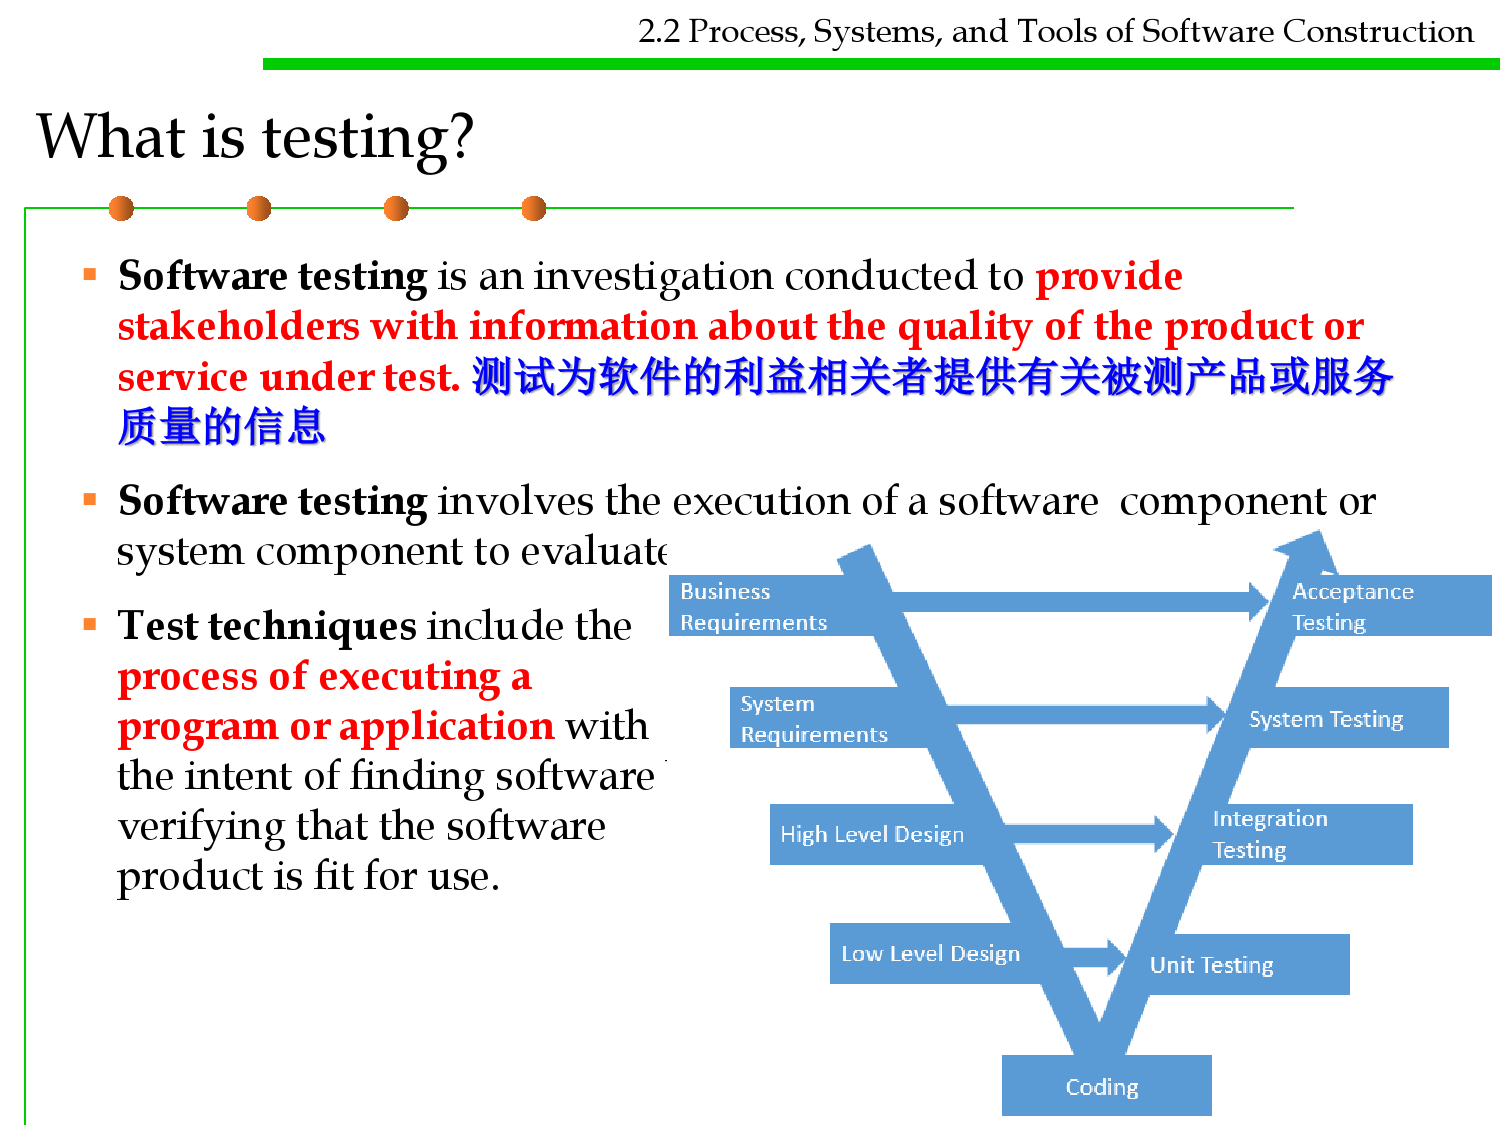 2.2 Process, Systems, and Tools of Software Construction
What is testing?
Software testing is an investigation conducted to provide
stakeholders with information about the quality of the product or
service under test. 测试为软件的利益相关者提供有关被测产品或服务
质量的信息
Software testing involves the execution of a software component or
system component to evaluate
Test techniques include the
process of executing a
program or application with
the intent of finding software
verifying that the software
product is fit for use.
Business
Requirements
Acceptance
Testing
System
Requirements
System Testing
High Level Design
Integration
Testing
Low Level Design
Unit Testing
Coding